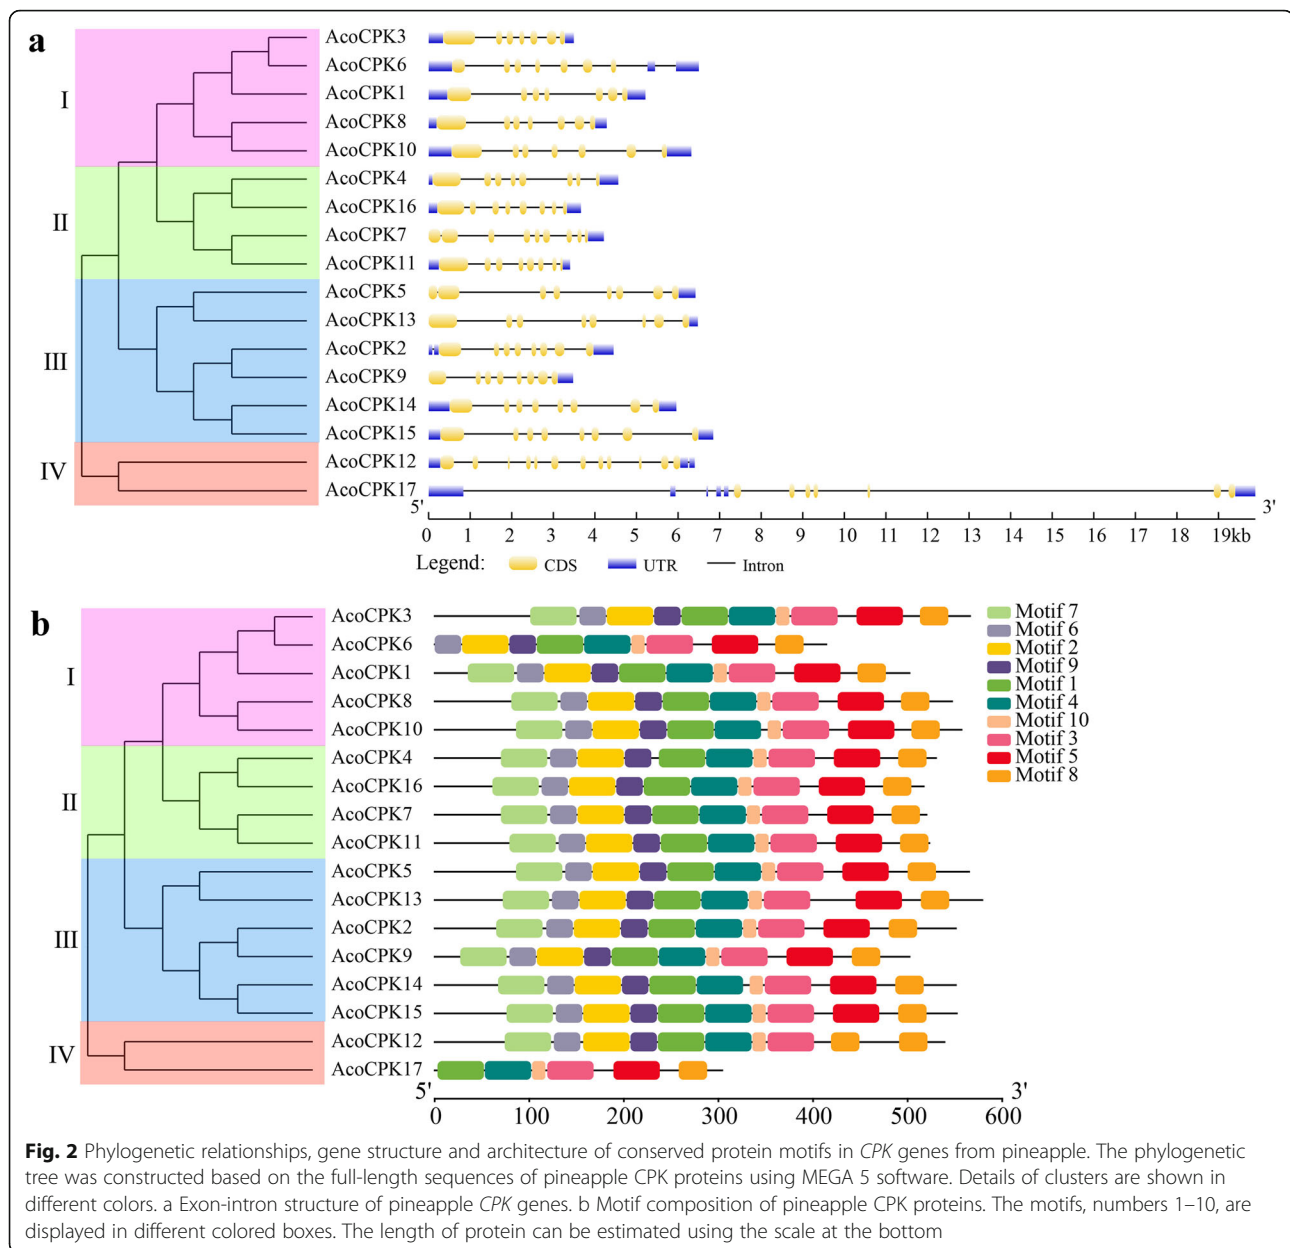 a
I
II
III
IV
AcoCPK3
AcoCPK6
AcoCPK1
AcoCPK8
AcoCPK10
AcoCPK4
AcoCPK16
AcoCPK7
AcoCPK11
AcoCPK5
AcoCPK13
AcoCPK2
AcoCPK9
AcoCPK14
AcoCPK15
AcoCPK12
AcoCPK17
5' 3'
0 1 2 3 4 5 6 7 8 9 10 11 12 13 14 15 16 17 18 19kb
Legend: CDS UTR Intron
b
I
II
III
IV
AcoCPK3
AcoCPK6
AcoCPK1
AcoCPK8
AcoCPK10
AcoCPK4
AcoCPK16
AcoCPK7
AcoCPK11
AcoCPK5
AcoCPK13
AcoCPK2
AcoCPK9
AcoCPK14
AcoCPK15
AcoCPK12
AcoCPK17
Motif 7
Motif 6
Motif 2
Motif 9
Motif 1
Motif 4
Motif 10
Motif 3
Motif 5
Motif 8
5' 3'
0 100 200 300 400 500 600
Fig. 2 Phylogenetic relationships, gene structure and architecture of conserved protein motifs in CPK genes from pineapple. The phylogenetic
tree was constructed based on the full-length sequences of pineapple CPK proteins using MEGA 5 software. Details of clusters are shown in
different colors. a Exon-intron structure of pineapple CPK genes. b Motif composition of pineapple CPK proteins. The motifs, numbers 1–10, are
displayed in different colored boxes. The length of protein can be estimated using the scale at the bottom